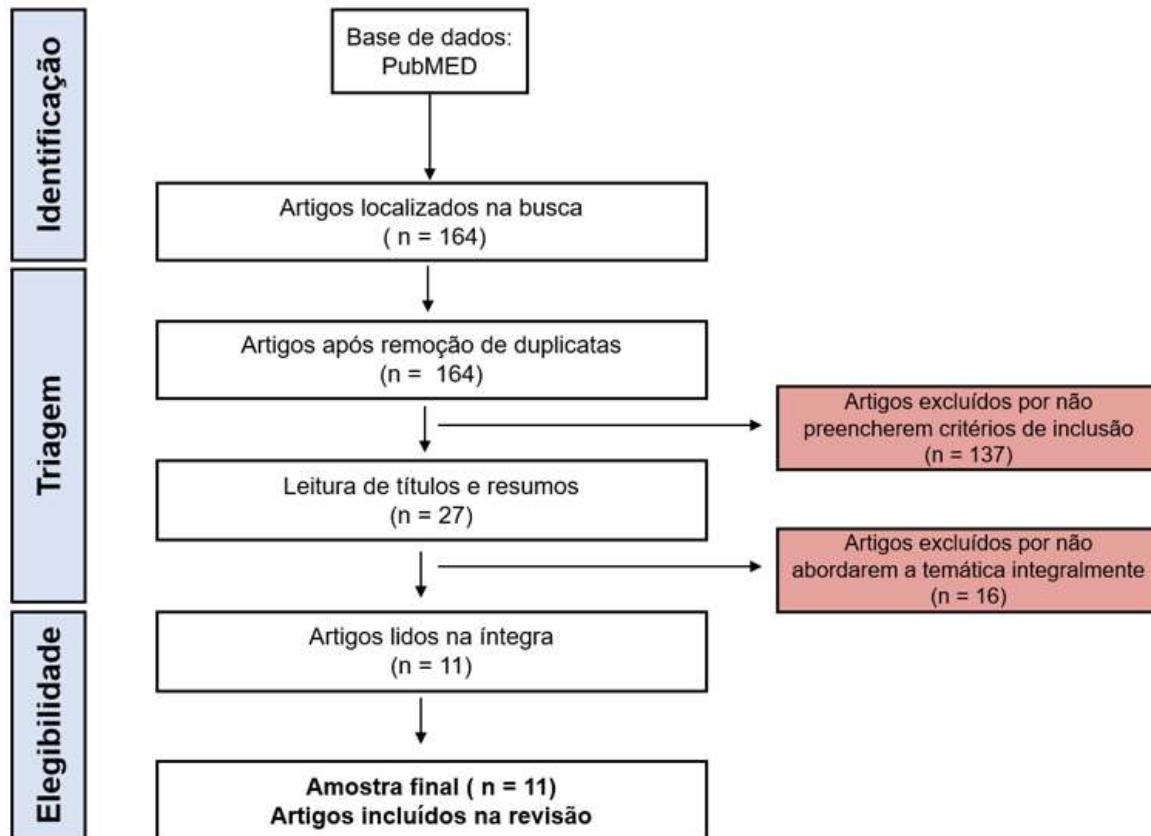 Identificação
Base de dados:
PubMED
Artigos localizados na busca
( n = 164)
Triagem
Artigos após remoção de duplicatas
(n = 164)
Artigos excluídos por não
preencherem critérios de inclusão
(n = 137)
Leitura de títulos e resumos
(n = 27)
Artigos excluídos por não
abordarem a temática integralmente
(n = 16)
Elegibilidade
Artigos lidos na íntegra
(n = 11)
Amostra final ( n = 11)
Artigos incluídos na revisão